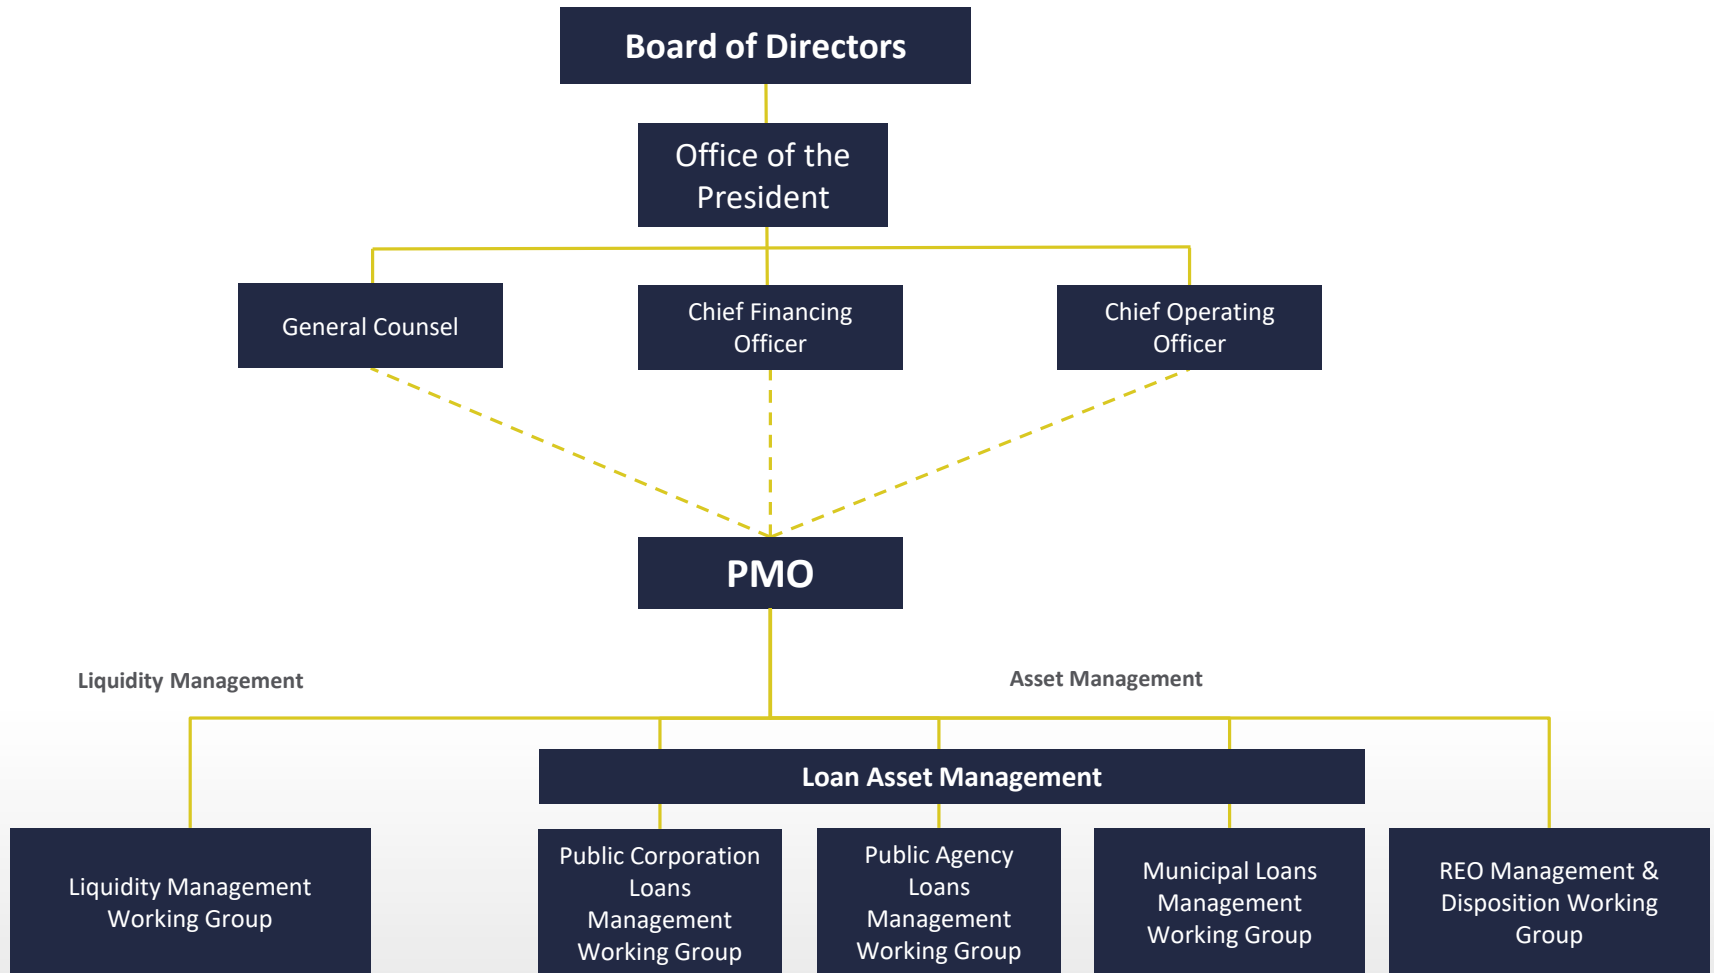 Board of Directors
Office of the
President
General Counsel
Chief Financing
Officer
Chief Operating
Officer
PMO
Liquidity Management
Asset Management
Loan Asset Management
Liquidity Management
Working Group
Public Corporation
Loans
Management
Working Group
Public Agency
Loans
Management
Working Group
Municipal Loans
Management
Working Group
REO Management &
Disposition Working
Group